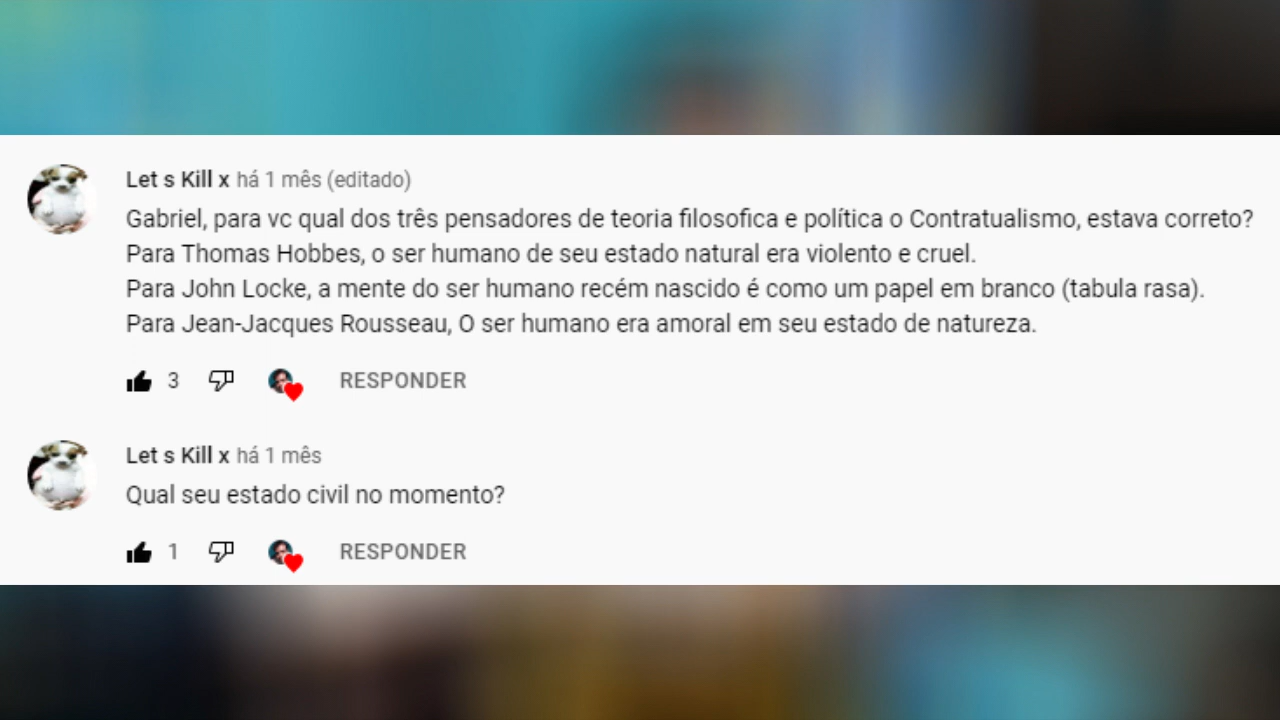 Let s Kill x há 1 mês (editado)
Gabriel, para vc qual dos três pensadores de teoria filosofica e política o Contratualismo, estava correto?
Para Thomas Hobbes, o ser humano de seu estado natural era violento e cruel.
Para John Locke, a mente do ser humano recém nascido é como um papel em branco (tabula rasa).
Para Jean-Jacques Rousseau, O ser humano era amoral em seu estado de natureza.
3 RESPONDER
Let s Kill x há 1 mês
Qual seu estado civil no momento?
1 RESPONDER